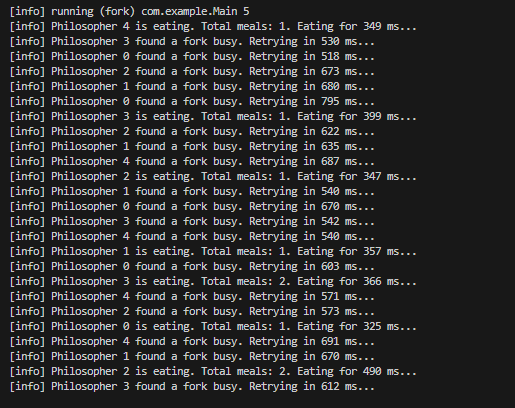 [info] running (fork) com.example.Main 5
[info] Philosopher 4 is eating. Total meals: 1. Eating for 349 ms...
[info] Philosopher 3 found a fork busy. Retrying in 530 ms...
[info] Philosopher 0 found a fork busy. Retrying in 518 ms...
[info] Philosopher 2 found a fork busy. Retrying in 673 ms...
[info] Philosopher 1 found a fork busy. Retrying in 680 ms...
[info] Philosopher 0 found a fork busy. Retrying in 795 ms...
[info] Philosopher 3 is eating. Total meals: 1. Eating for 399 ms...
[info] Philosopher 2 found a fork busy. Retrying in 622 ms...
[info] Philosopher 1 found a fork busy. Retrying in 635 ms...
[info] Philosopher 4 found a fork busy. Retrying in 687 ms...
[info] Philosopher 2 is eating. Total meals: 1. Eating for 347 ms...
[info] Philosopher 1 found a fork busy. Retrying in 540 ms...
[info] Philosopher 0 found a fork busy. Retrying in 670 ms...
[info] Philosopher 3 found a fork busy. Retrying in 542 ms...
[info] Philosopher 4 found a fork busy. Retrying in 540 ms...
[info] Philosopher 1 is eating. Total meals: 1. Eating for 357 ms...
[info] Philosopher 0 found a fork busy. Retrying in 603 ms...
[info] Philosopher 3 is eating. Total meals: 2. Eating for 366 ms...
[info] Philosopher 4 found a fork busy. Retrying in 571 ms...
[info] Philosopher 2 found a fork busy. Retrying in 573 ms...
[info] Philosopher 0 is eating. Total meals: 1. Eating for 325 ms...
[info] Philosopher 4 found a fork busy. Retrying in 691 ms...
[info] Philosopher 1 found a fork busy. Retrying in 670 ms...
[info] Philosopher 2 is eating. Total meals: 2. Eating for 490 ms...
[info] Philosopher 3 found a fork busy. Retrying in 612 ms...